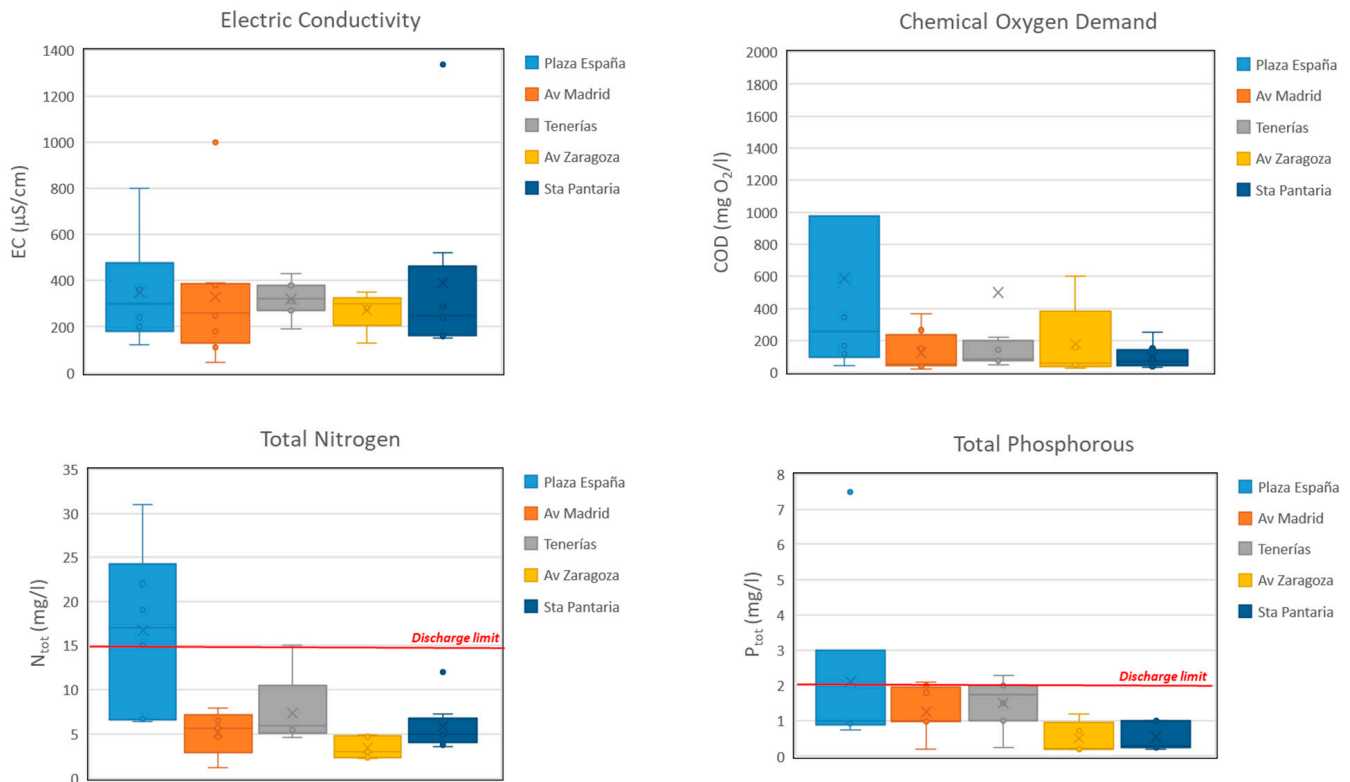 Electric Conductivity
EC (μS/cm)
1400
1200
1000
800
600
400
200
0
Plaza España
Av Madrid
Tenerías
Av Zaragoza
Sta Pantaria
Chemical Oxygen Demand
COD (mg O₂/l)
2000
1800
1600
1400
1200
1000
800
600
400
200
0
Plaza España
Av Madrid
Tenerías
Av Zaragoza
Sta Pantaria
Total Nitrogen
N_tot (mg/l)
35
30
25
20
15
10
5
0
Discharge limit
Plaza España
Av Madrid
Tenerías
Av Zaragoza
Sta Pantaria
Total Phosphorous
P_tot (mg/l)
8
7
6
5
4
3
2
1
0
Discharge limit
Plaza España
Av Madrid
Tenerías
Av Zaragoza
Sta Pantaria